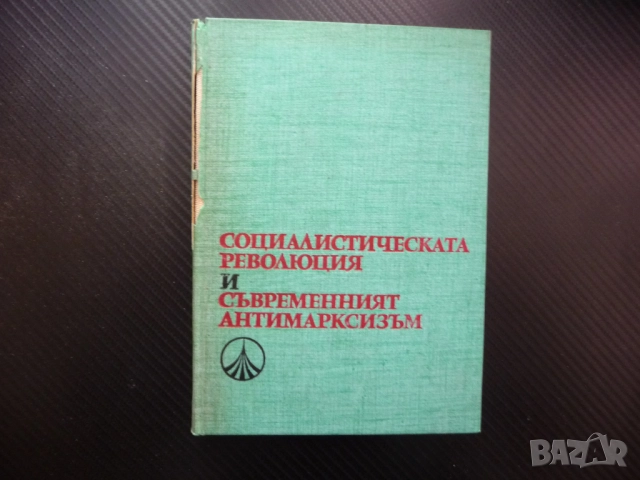 СОЦИАЛИСТИЧЕСКАТА
РЕВОЛЮЦИЯ
И
СЪВРЕМЕННИЯТ
АНТИМАРКСИЗЪМ
BAZAR